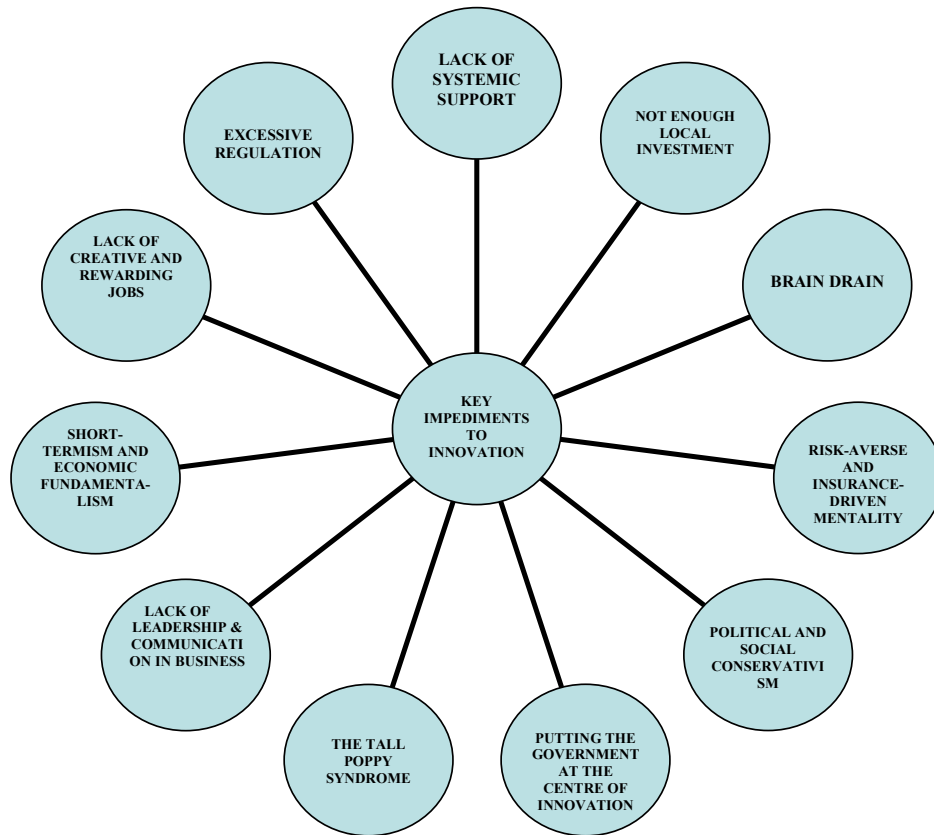 LACK OF
SYSTEMIC
SUPPORT
NOT ENOUGH
LOCAL
INVESTMENT
BRAIN DRAIN
RISK-AVERSE
AND
INSURANCE-
DRIVEN
MENTALITY
POLITICAL AND
SOCIAL
CONSERVATIVI
SM
PUTTING THE
GOVERNMENT
AT THE
CENTRE OF
INNOVATION
THE TALL
POPPY
SYNDROME
LACK OF
LEADERSHIP &
COMMUNICATI
ON IN BUSINESS
SHORT-
TERMISM AND
ECONOMIC
FUNDAMENTA-
LISM
LACK OF
CREATIVE AND
REWARDING
JOBS
EXCESSIVE
REGULATION
KEY
IMPEDIMENTS
TO
INNOVATION